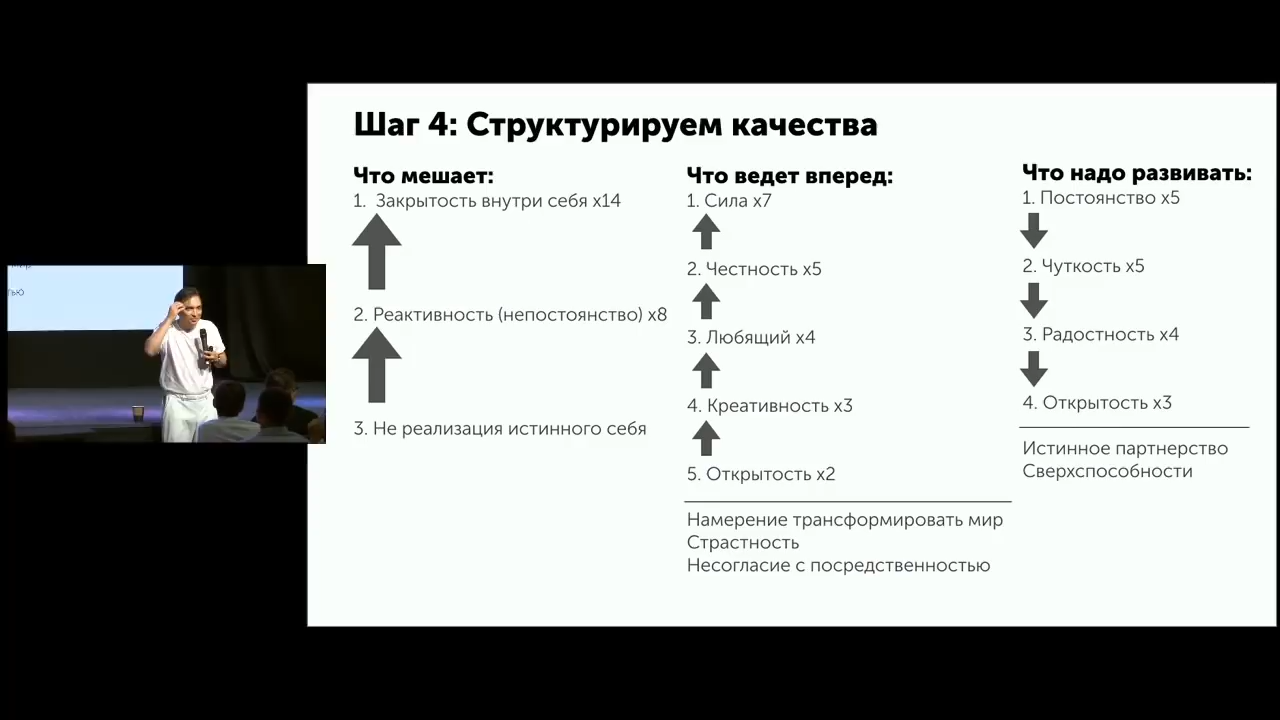 Шаг 4: Структурируем качества
Что мешает:
1. Закрытость внутри себя x14
2. Реактивность (непостоянство) x8
3. Не реализация истинного себя
Что ведет вперед:
1. Сила x7
2. Честность x5
3. Любящий x4
4. Креативность x3
5. Открытость x2
Намерение трансформировать мир
Страстность
Несогласие с посредственностью
Что надо развивать:
1. Постоянство x5
2. Чуткость x5
3. Радостность x4
4. Открытость x3
Истинное партнерство
Сверхспособности